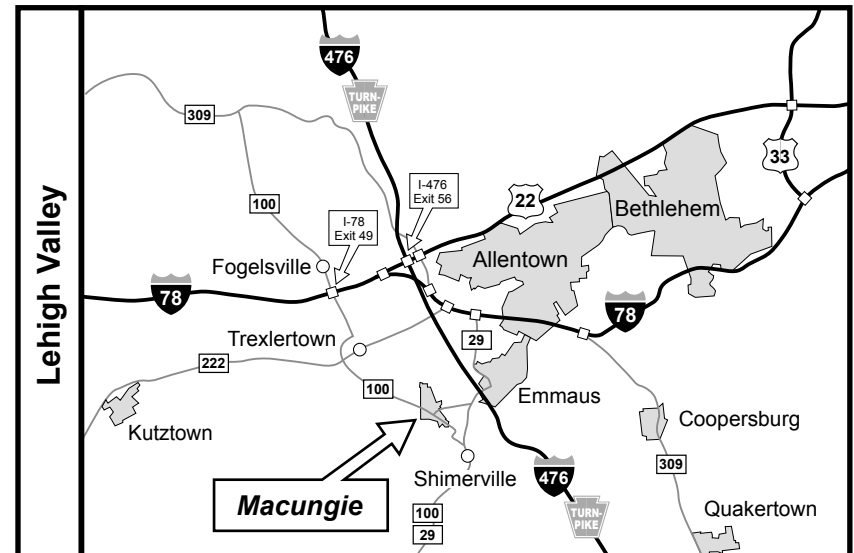 Lehigh Valley
476
TURN-
PIKE
309
33
I-476
Exit 56
22
100
I-78
Exit 49
Bethlehem
Fogelsville
Allentown
78
78
Trexlertown
29
222
100
Emmaus
Kutztown
Coopersburg
Shimerville
309
476
Macungie
100
29
TURN-
PIKE
Quakertown